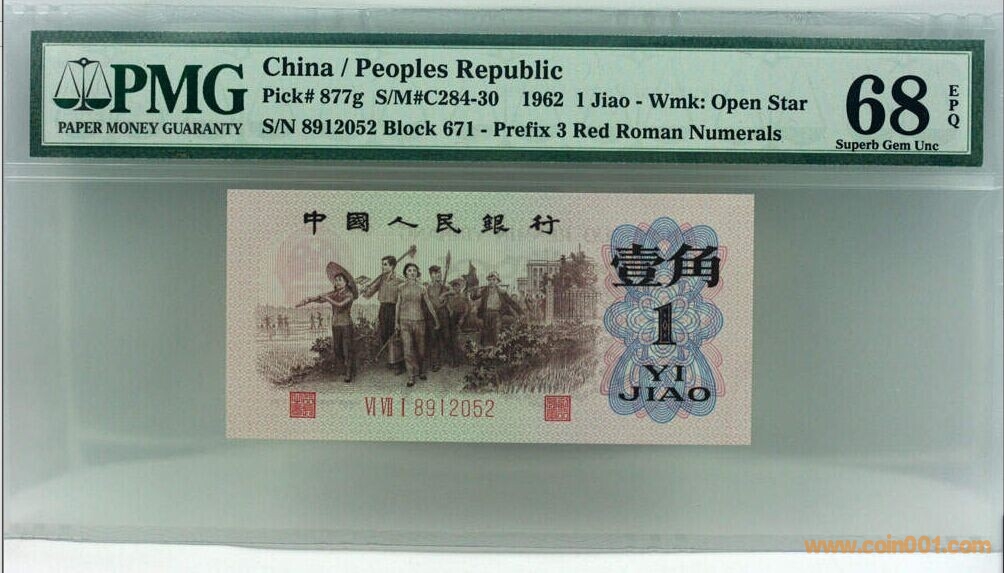 PMG
PAPER MONEY GUARANTY
China / Peoples Republic
Pick# 877g S/M#C284-30 1962 1 Jiao - Wmk: Open Star
S/N 8912052 Block 671 - Prefix 3 Red Roman Numerals
68
EPQ
Superb Gem Unc
中國人民銀行
壹角
1
YI
JIAO
VI VII I 8912052
www.coin001.com